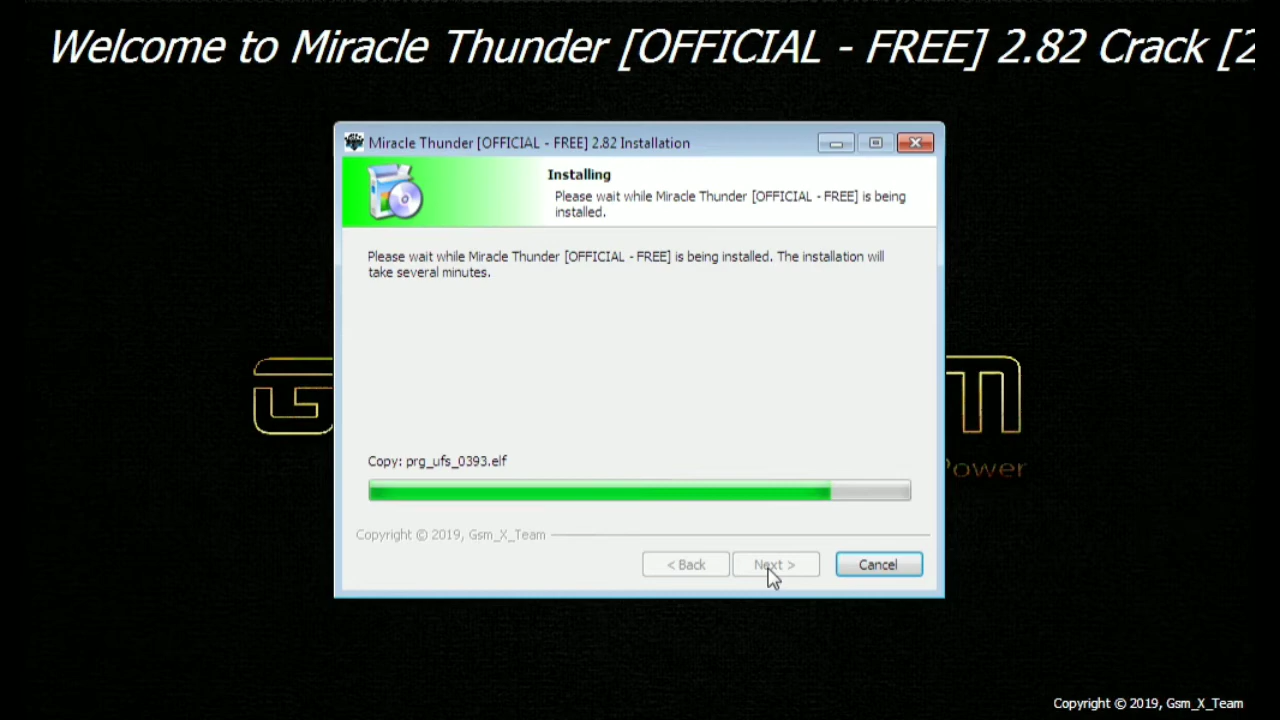 Welcome to Miracle Thunder [OFFICIAL - FREE] 2.82 Crack [2
Miracle Thunder [OFFICIAL - FREE] 2.82 Installation
Installing
Please wait while Miracle Thunder [OFFICIAL - FREE] is being
installed.
Please wait while Miracle Thunder [OFFICIAL - FREE] is being installed. The installation will
take several minutes.
G
m
Power
Copy: prg_ufs_0393.elf
Copyright © 2019, Gsm_X_Team
< Back
Next >
Cancel
Copyright © 2019, Gsm_X_Team